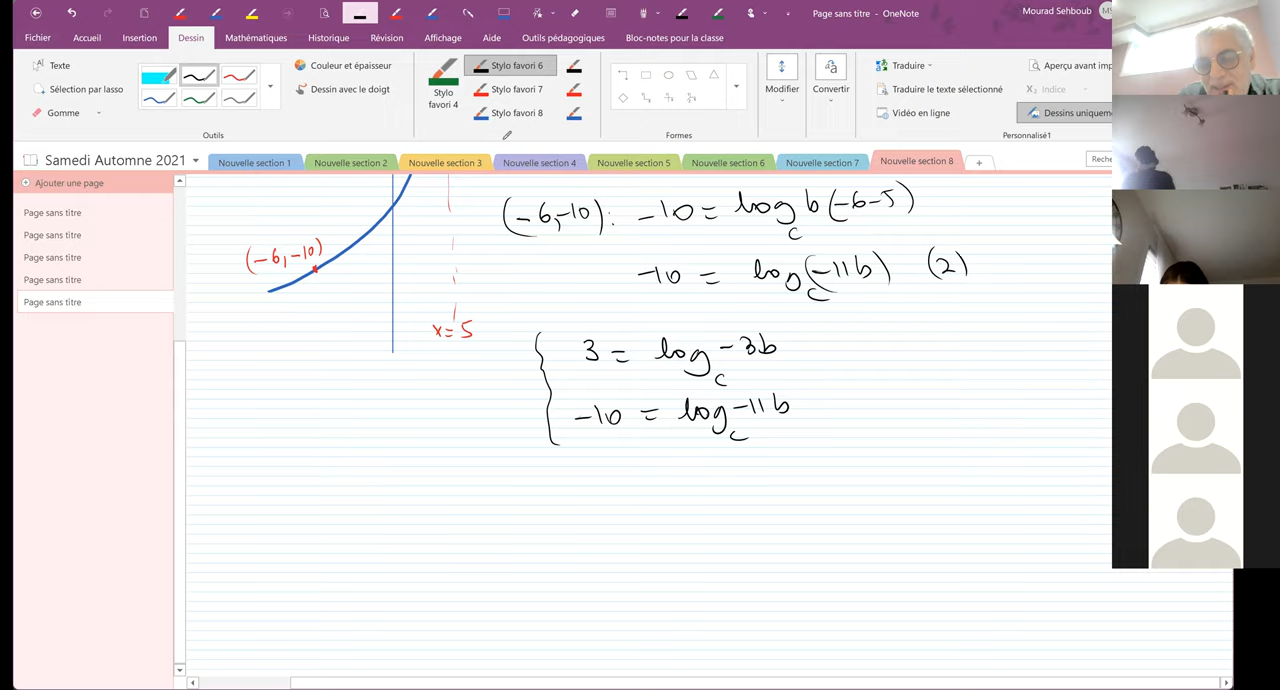 Page sans titre - OneNote
Mourad Sehboub
Fichier Accueil Insertion Dessin Mathématiques Historique Révision Affichage Aide Outils pédagogiques Bloc-notes pour la classe
Texte
Sélection par lasso
Gomme
Outils
Couleur et épaisseur
Dessin avec le doigt
Stylo favori 4
Stylo favori 6
Stylo favori 7
Stylo favori 8
Formes
Modifier
Convertir
Traduire
Traduire le texte sélectionné
Vidéo en ligne
Aperçu avant imp
Indice
Dessins uniqueme
Personnalisé1
Samedi Automne 2021
Nouvelle section 1 Nouvelle section 2 Nouvelle section 3 Nouvelle section 4 Nouvelle section 5 Nouvelle section 6 Nouvelle section 7 Nouvelle section 8
Reche
Ajouter une page
Page sans titre
Page sans titre
Page sans titre
Page sans titre
Page sans titre
(-6,-10)
x = 5
(-6,-10): -10 = log_c b(-6-5)
-10 = log_c(-11b) (2)
3 = log_c -3b
-10 = log_c -11b